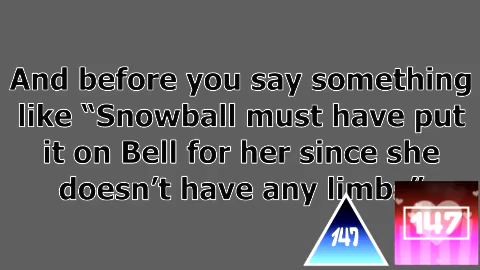 And before you say something
like “Snowball must have put
it on Bell for her since she
doesn’t have any limbs”
147
147